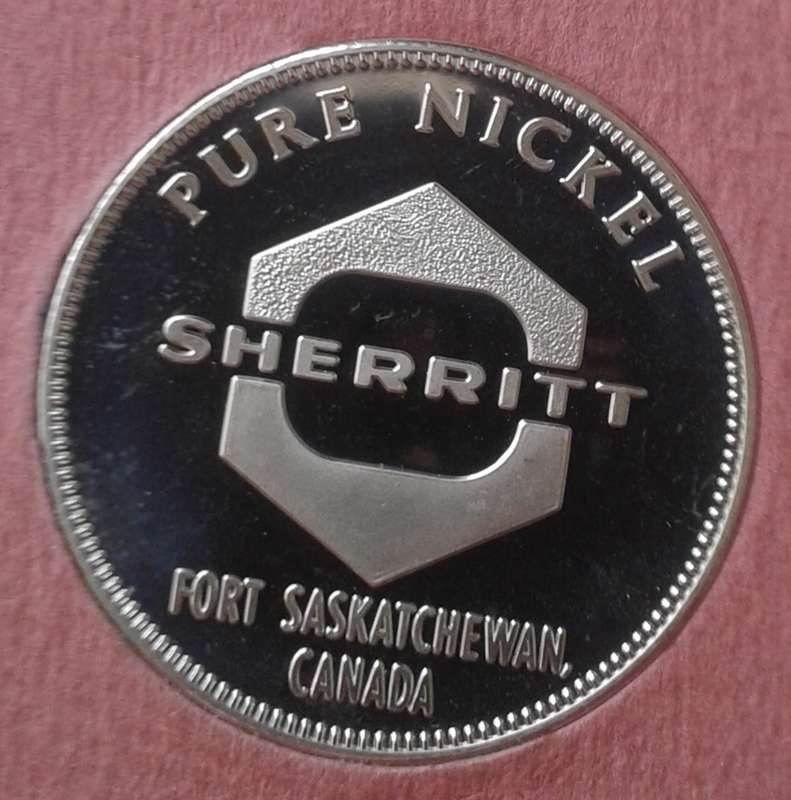 PURE NICKEL
SHERRITT
FORT SASKATCHEWAN,
CANADA